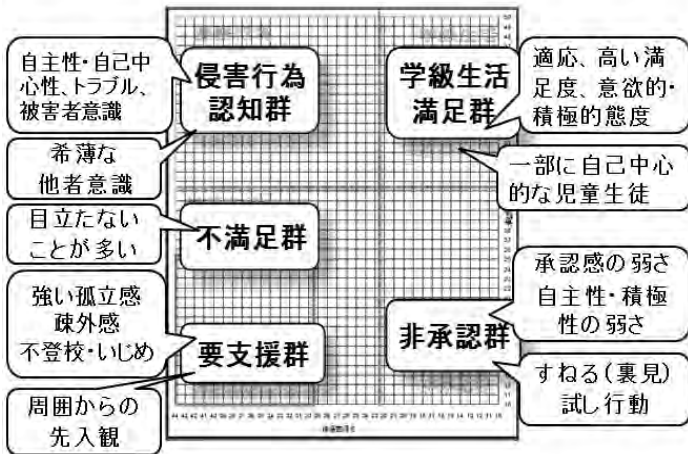 自主性・自己中
心性、トラブル、
被害者意識
侵害行為
認知群
希薄な
他者意識
学級生活
満足群
適応、高い満
足度、意欲的・
積極的態度
一部に自己中心
的な児童生徒
目立たない
ことが多い
不満足群
強い孤立感
疎外感
不登校・いじめ
要支援群
周囲からの
先入観
承認感の弱さ
自主性・積極
性の弱さ
非承認群
すねる(裏見)
試し行動